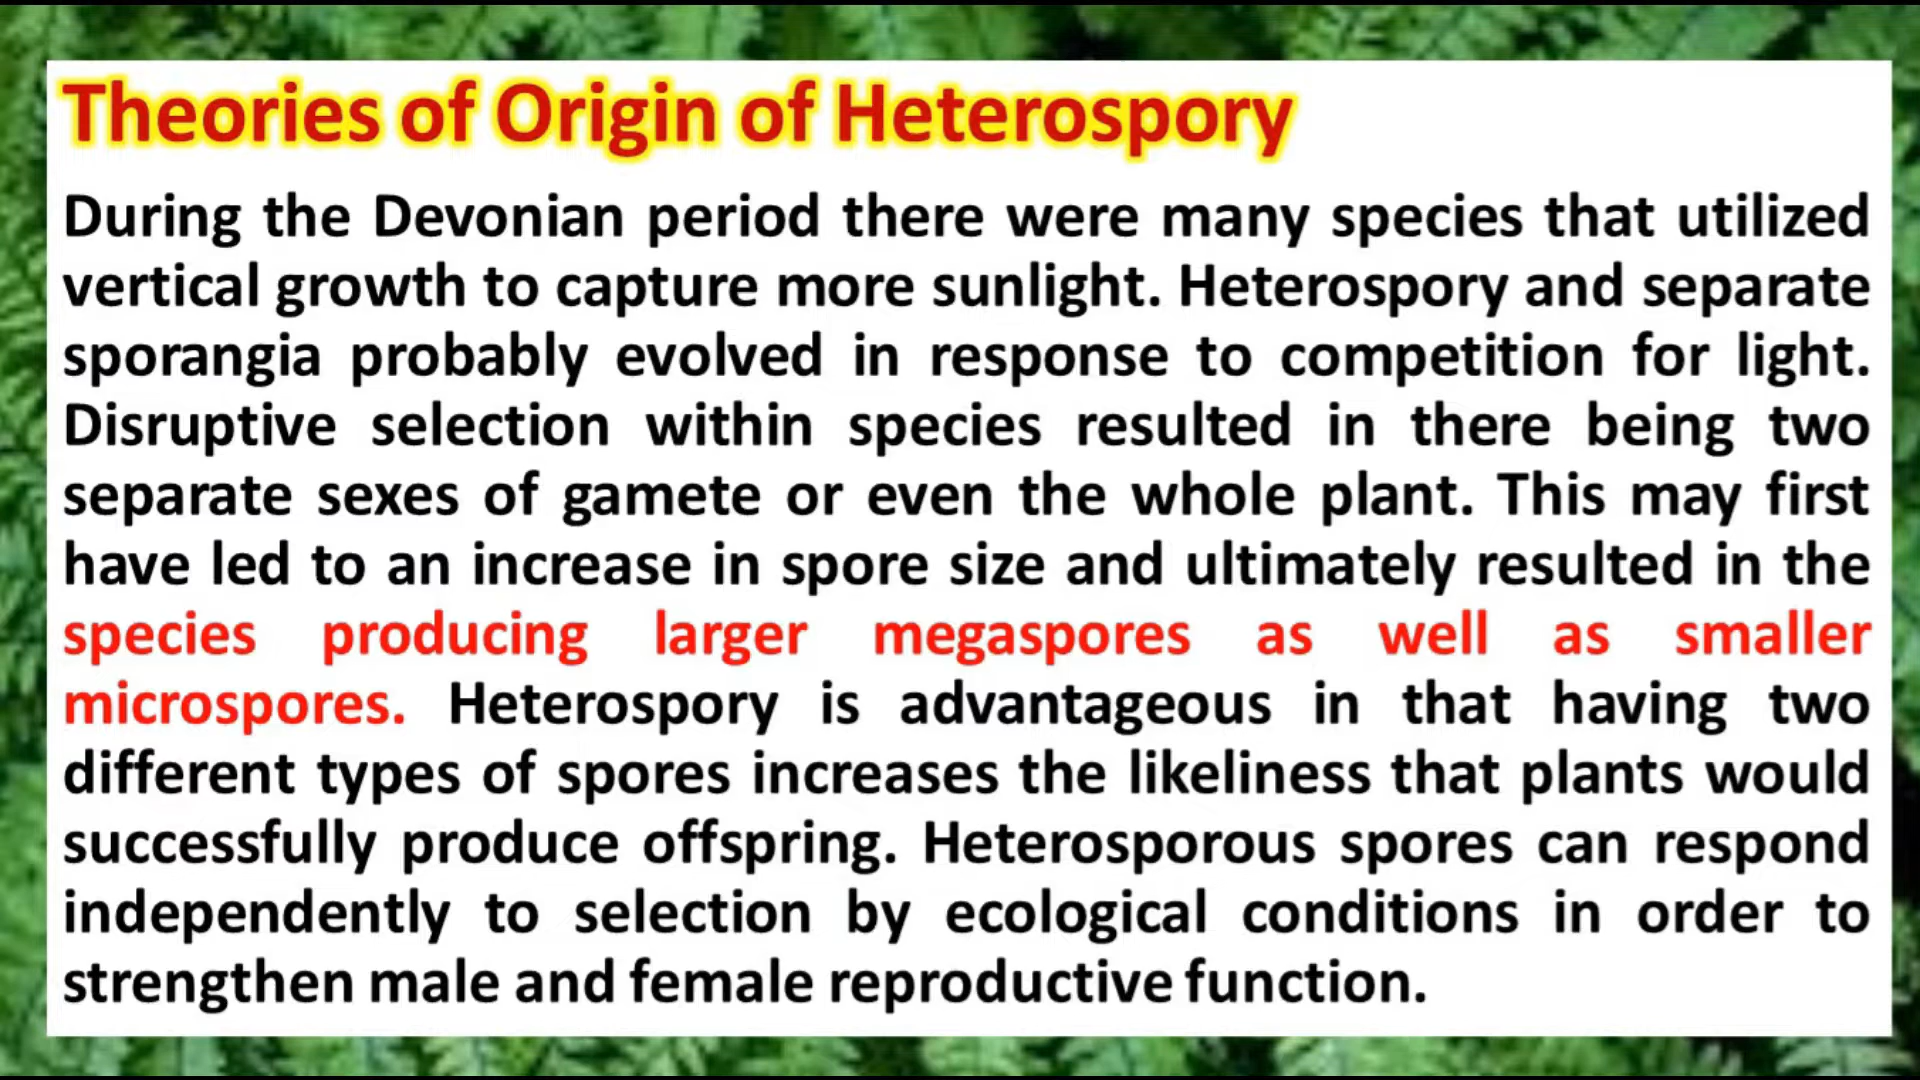 Theories of Origin of Heterospory
During the Devonian period there were many species that utilized
vertical growth to capture more sunlight. Heterospory and separate
sporangia probably evolved in response to competition for light.
Disruptive selection within species resulted in there being two
separate sexes of gamete or even the whole plant. This may first
have led to an increase in spore size and ultimately resulted in the
species producing larger megaspores as well as smaller
microspores. Heterospory is advantageous in that having two
different types of spores increases the likeliness that plants would
successfully produce offspring. Heterosporous spores can respond
independently to selection by ecological conditions in order to
strengthen male and female reproductive function.